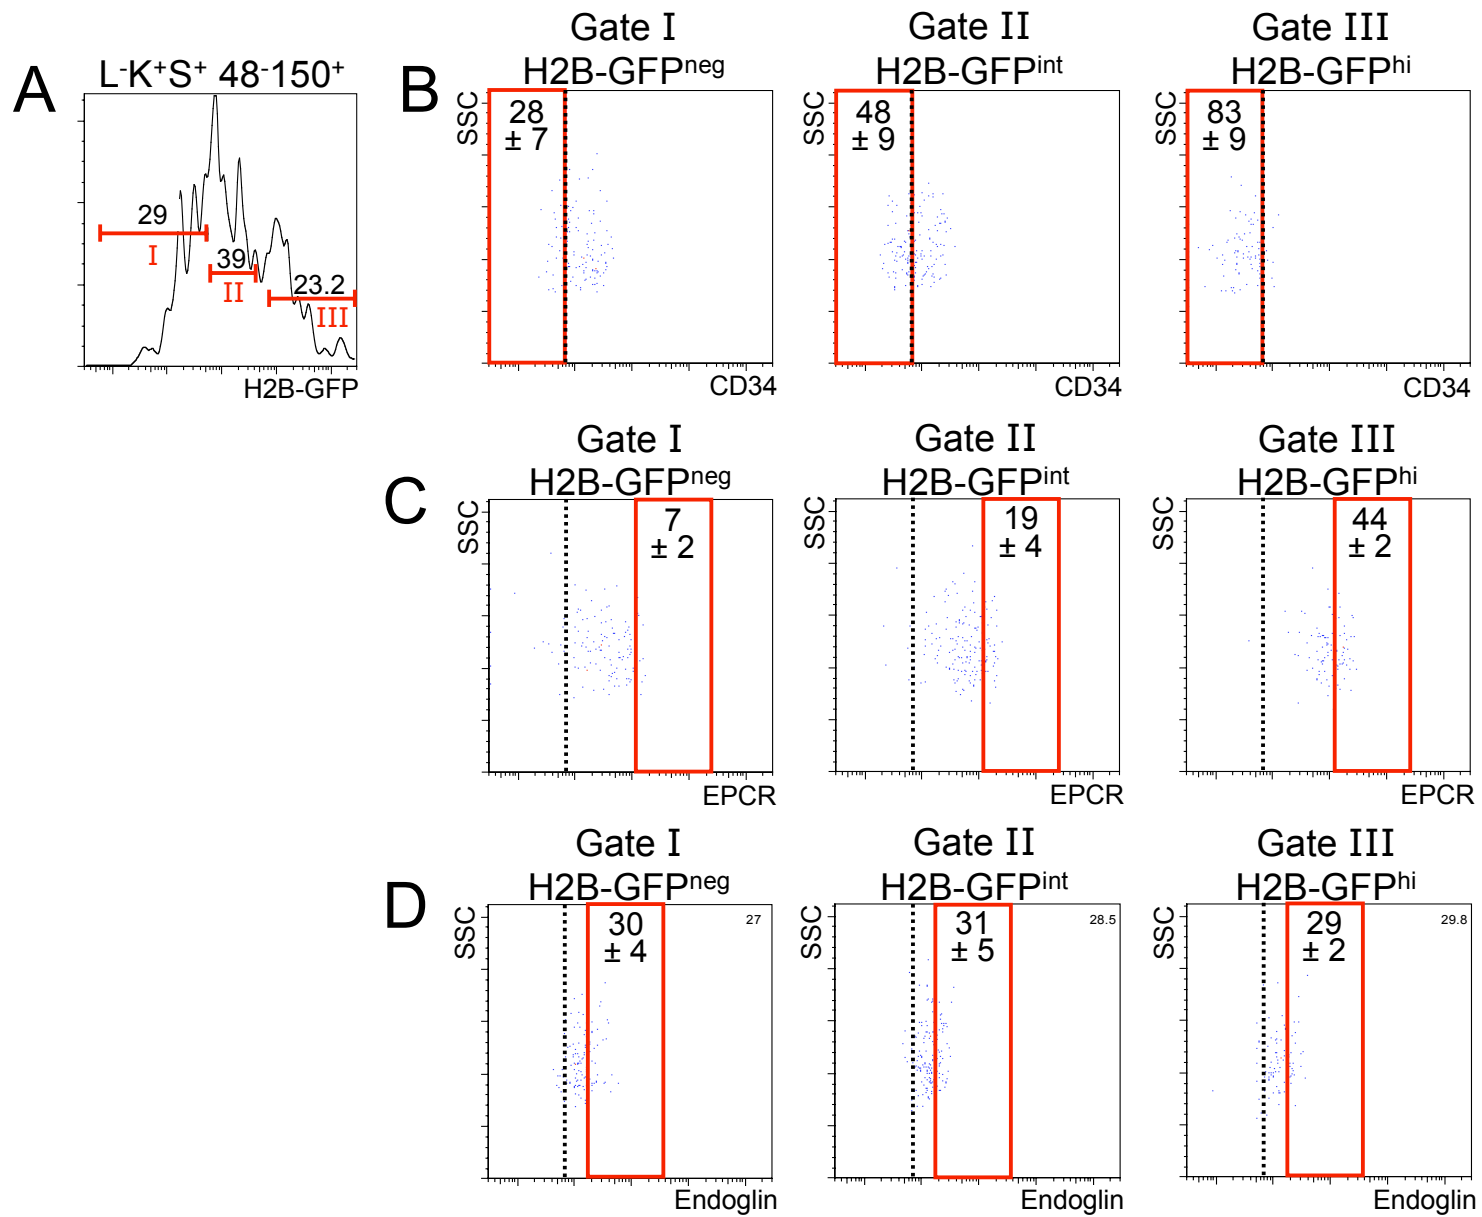 A
L-K+S+ 48-150+
29
I
39
II
23.2
III
H2B-GFP
B
Gate I
H2B-GFPneg
SSC
28
± 7
CD34
Gate II
H2B-GFPint
SSC
48
± 9
CD34
Gate III
H2B-GFPhi
SSC
83
± 9
CD34
C
Gate I
H2B-GFPneg
SSC
7
± 2
EPCR
Gate II
H2B-GFPint
SSC
19
± 4
EPCR
Gate III
H2B-GFPhi
SSC
44
± 2
EPCR
D
Gate I
H2B-GFPneg
SSC
30
± 4
27
Endoglin
Gate II
H2B-GFPint
SSC
31
± 5
28.5
Endoglin
Gate III
H2B-GFPhi
SSC
29
± 2
29.8
Endoglin